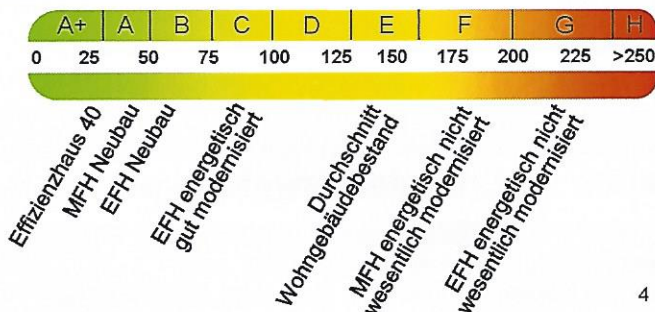 A+ A B C D E F G H
0 25 50 75 100 125 150 175 200 225 >250
Effizienzhaus 40
MFH Neubau
EFH Neubau
EFH energetisch
gut modernisiert
Durchschnitt
Wohngebäudebestand
MFH energetisch nicht
wesentlich modernisiert
EFH energetisch nicht
wesentlich modernisiert
4